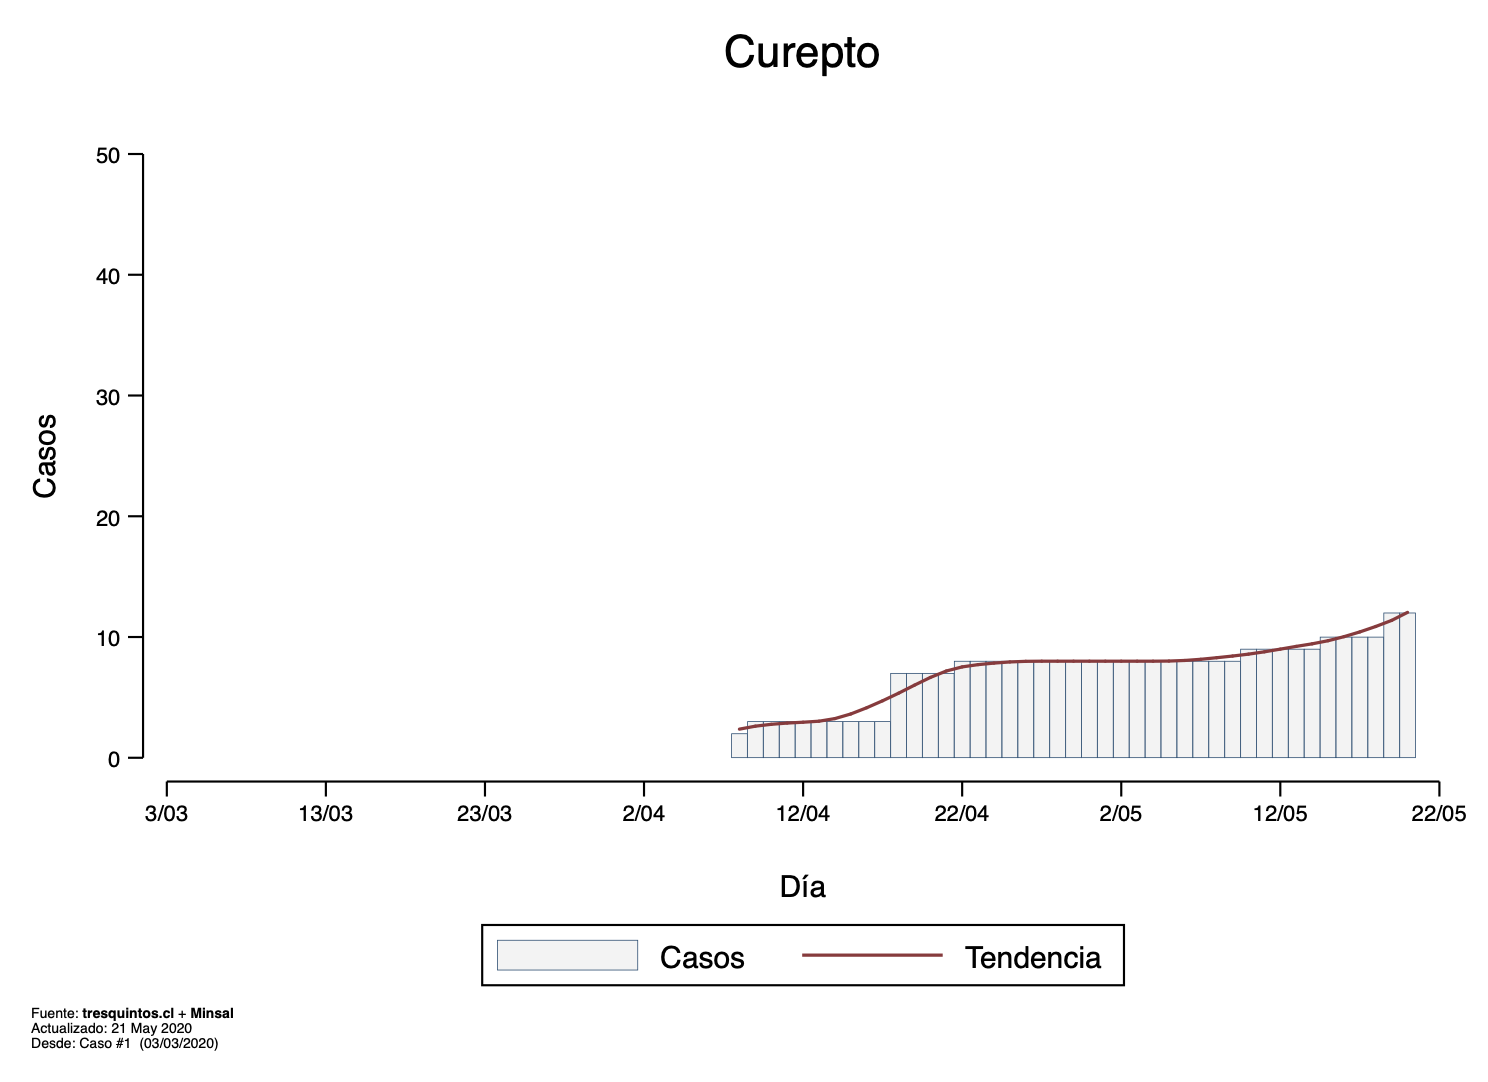 Curepto
50
40
30
20
10
0
Casos
3/03 13/03 23/03 2/04 12/04 22/04 2/05 12/05 22/05
Día
Casos Tendencia
Fuente: tresquintos.cl + Minsal
Actualizado: 21 May 2020
Desde: Caso #1 (03/03/2020)